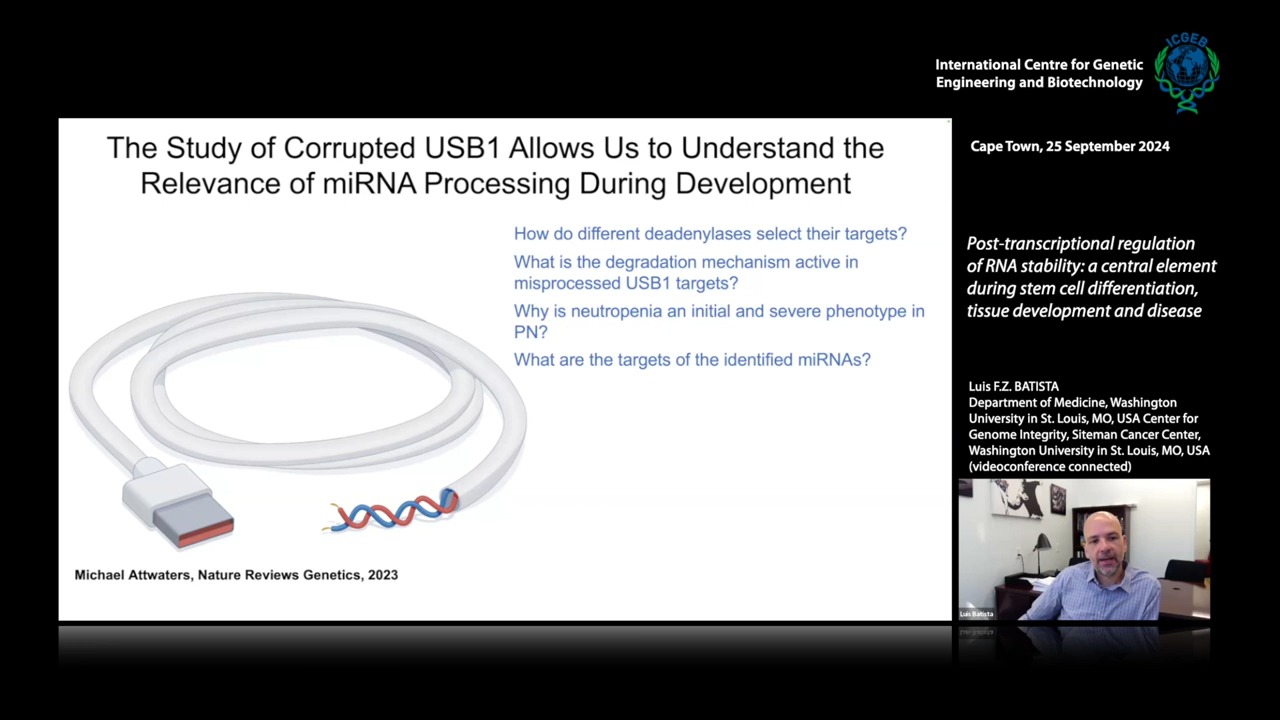 ICGEB
International Centre for Genetic
Engineering and Biotechnology
Cape Town, 25 September 2024
The Study of Corrupted USB1 Allows Us to Understand the
Relevance of miRNA Processing During Development
How do different deadenylases select their targets?
What is the degradation mechanism active in
misprocessed USB1 targets?
Why is neutropenia an initial and severe phenotype in
PN?
What are the targets of the identified miRNAs?
Michael Attwaters, Nature Reviews Genetics, 2023
Post-transcriptional regulation
of RNA stability: a central element
during stem cell differentiation,
tissue development and disease
Luis F.Z. BATISTA
Department of Medicine, Washington
University in St. Louis, MO, USA Center for
Genome Integrity, Siteman Cancer Center,
Washington University in St. Louis, MO, USA
(videoconference connected)
Luis Batista